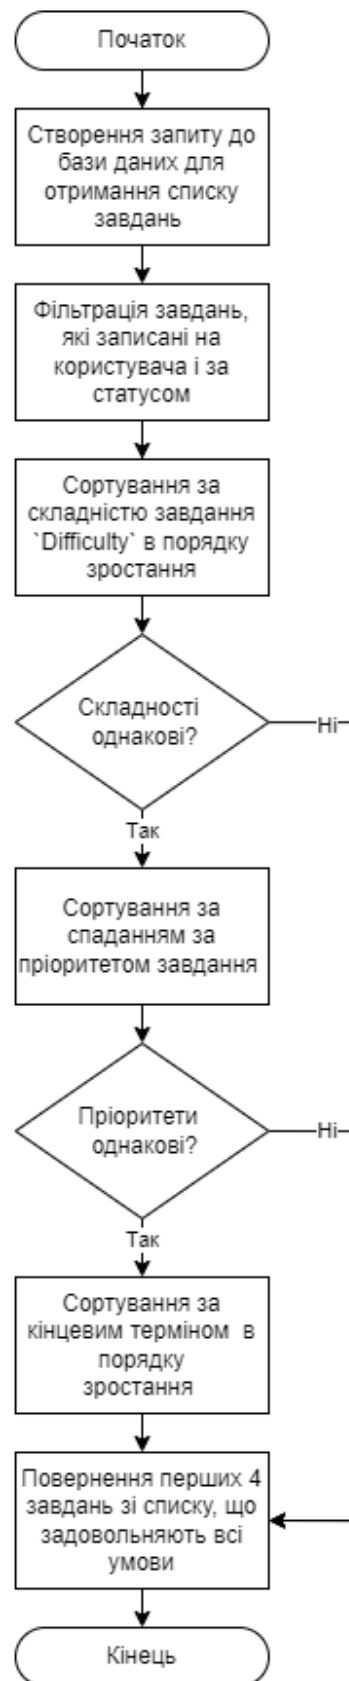 Початок
Створення запиту до
бази даних для
отримання списку
завдань
Фільтрація завдань,
які записані на
користувача і за
статусом
Сортування за
складністю завдання
`Difficulty` в порядку
зростання
Складності
однакові?
Ні
Так
Сортування за
спаданням за
пріоритетом завдання
Пріоритети
однакові?
Ні
Так
Сортування за
кінцевим терміном в
порядку
зростання
Повернення перших 4
завдань зі списку, що
задовольняють всі
умови
Кінець